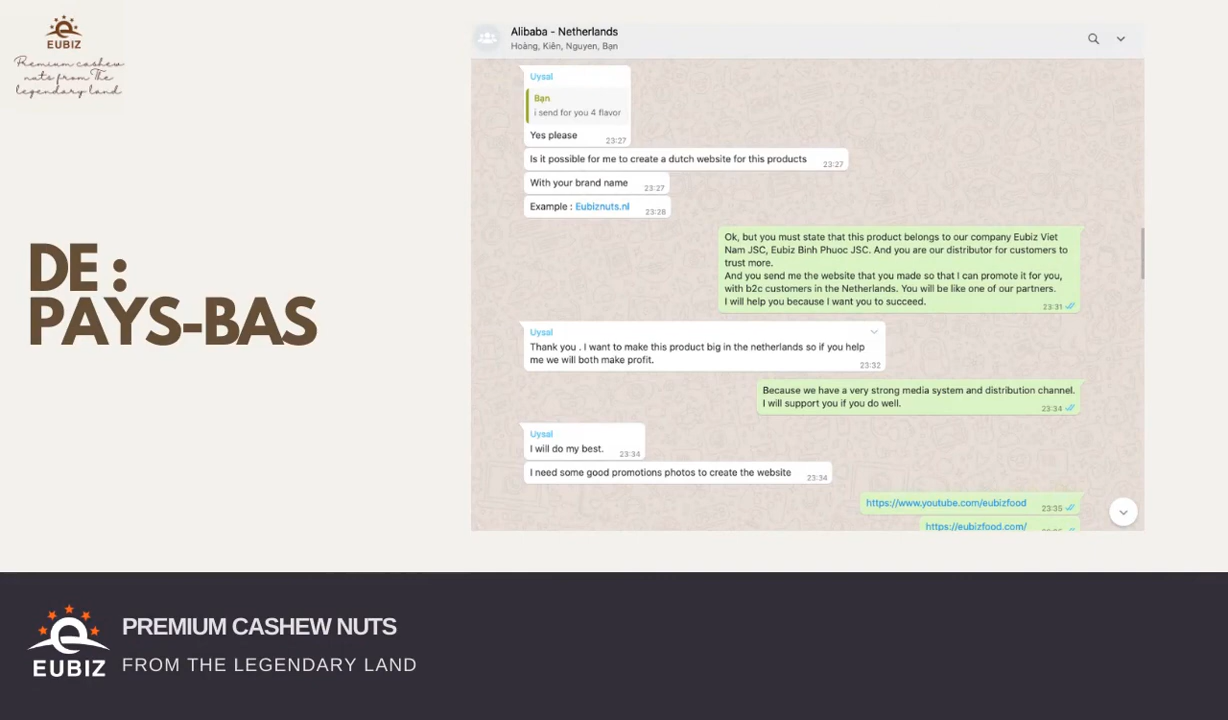 EUBIZ
Premium cashew
nuts from The
legendary land
DE :
PAYS-BAS
Alibaba - Netherlands
Hoàng, Kiên, Nguyen, Bạn
Uysal
Bạn
i send for you 4 flavor
Yes please
23:27
Is it possible for me to create a dutch website for this products
23:27
With your brand name
23:27
Example : Eubiznuts.nl
23:28
Ok, but you must state that this product belongs to our company Eubiz Viet
Nam JSC, Eubiz Binh Phuoc JSC. And you are our distributor for customers to
trust more.
And you send me the website that you made so that I can promote it for you,
with b2c customers in the Netherlands. You will be like one of our partners.
I will help you because I want you to succeed.
23:31
Uysal
Thank you . I want to make this product big in the netherlands so if you help
me we will both make profit.
23:32
Because we have a very strong media system and distribution channel.
I will support you if you do well.
23:34
Uysal
I will do my best.
23:34
I need some good promotions photos to create the website
23:34
https://www.youtube.com/eubizfood
23:35
https://eubizfood.com/
EUBIZ
PREMIUM CASHEW NUTS
FROM THE LEGENDARY LAND